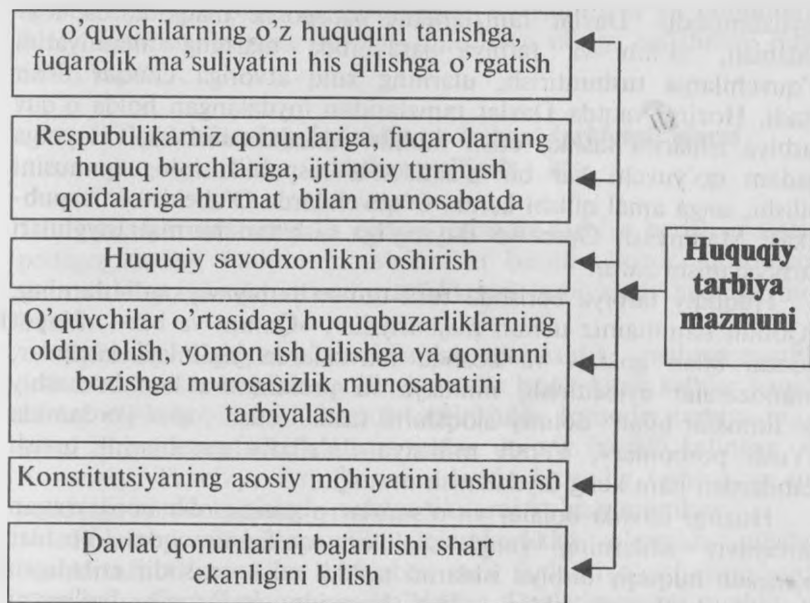 o'quvchilarning o'z huquqini tanishga,
fuqarolik ma'suliyatini his qilishga o'rgatish
Respubulikamiz qonunlariga, fuqarolarning
huquq burchlariga, ijtimoiy turmush
qoidalariga hurmat bilan munosabatda
Huquqiy savodxonlikni oshirish
O'quvchilar o'rtasidagi huquqbuzarliklarning
oldini olish, yomon ish qilishga va qonunni
buzishga murosasizlik munosabatini
tarbiyalash
Konstitutsiyaning asosiy mohiyatini tushunish
Davlat qonunlarini bajarilishi shart
ekanligini bilish
Huquqiy
tarbiya
mazmuni